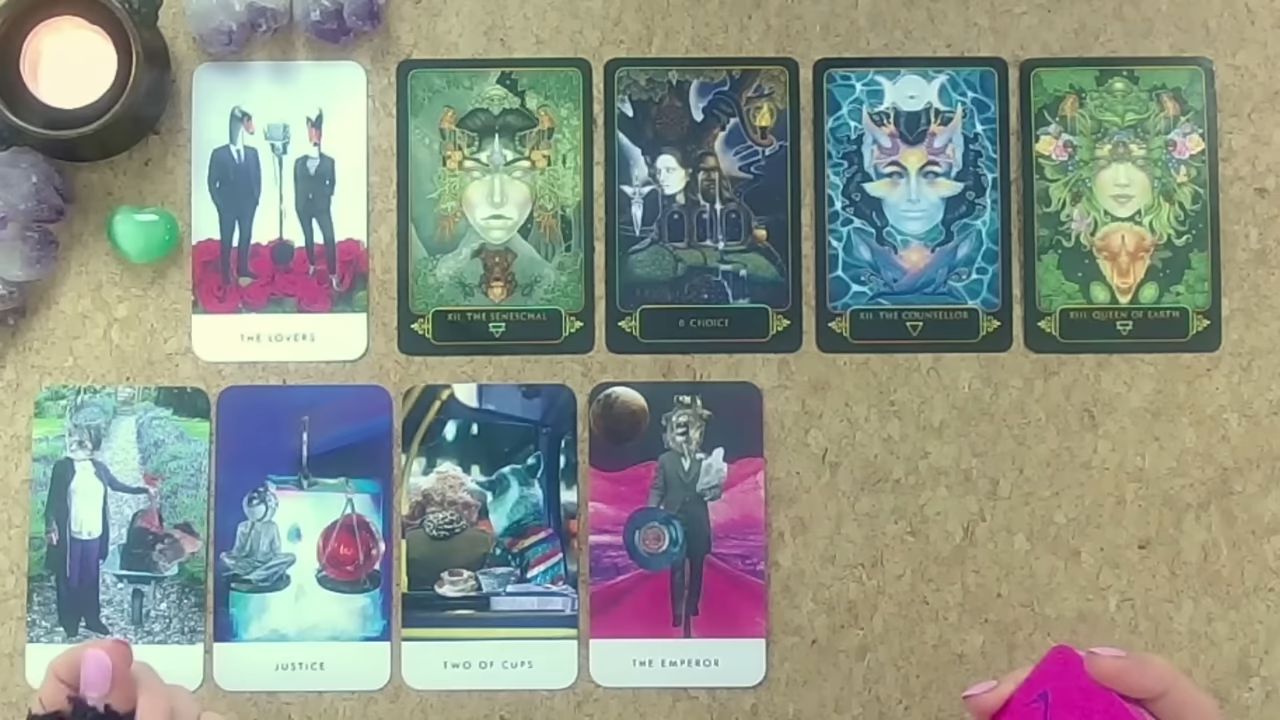 THE LOVERS
XII. THE SENESCHAL
0 CHOICE
XII. THE COUNSELLOR
XIII. QUEEN OF EARTH
JUSTICE
TWO OF CUPS
THE EMPEROR